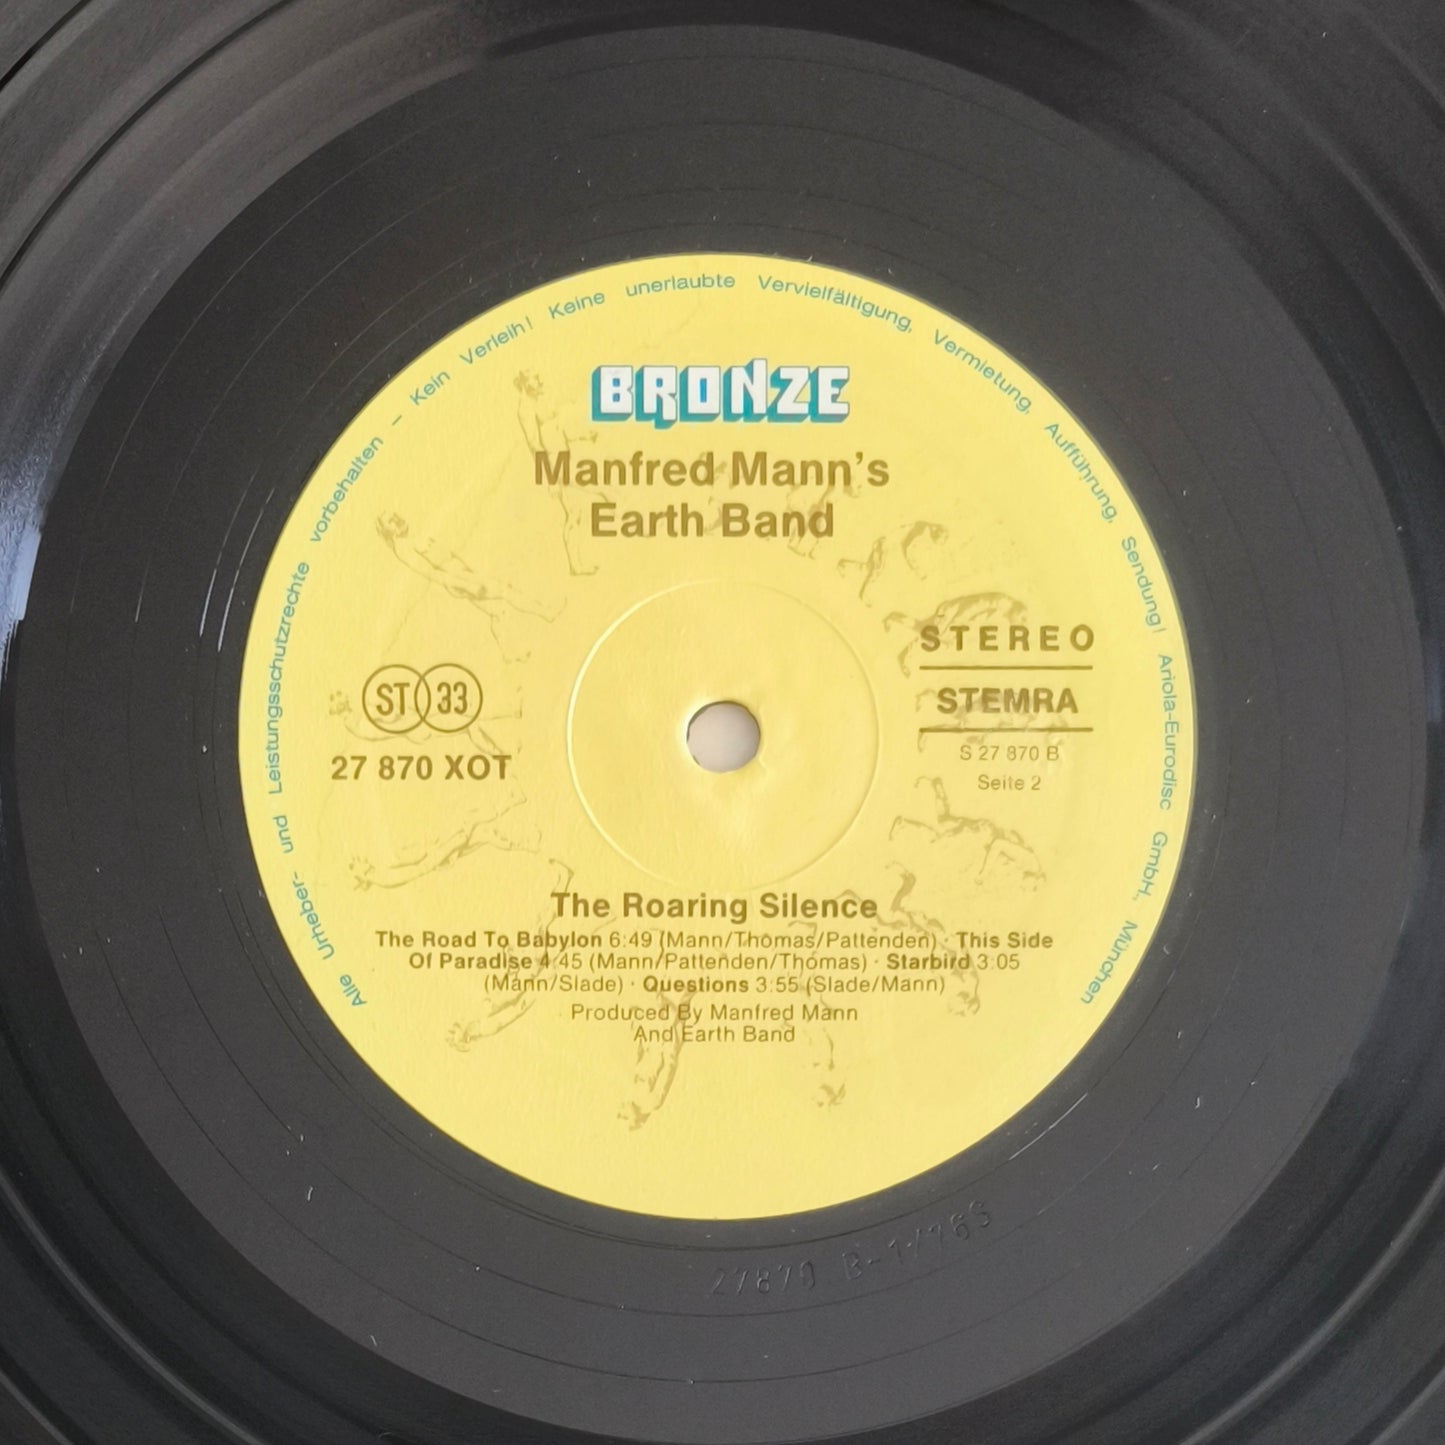 Alle Urheber- und Leistungsschutzrechte vorbehalten – Kein Verleih! Keine unerlaubte Vervielfältigung, Vermietung, Aufführung, Sendung! Ariola-Eurodisc GmbH., München
BRONZE
Manfred Mann's
Earth Band
STEREO
STEMRA
S 27 870 B
Seite 2
ST 33
27 870 XOT
The Roaring Silence
The Road To Babylon 6:49 (Mann/Thomas/Pattenden) · This Side
Of Paradise 4:45 (Mann/Pattenden/Thomas) · Starbird 3:05
(Mann/Slade) · Questions 3:55 (Slade/Mann)
Produced By Manfred Mann
And Earth Band
27870 B-1/76S